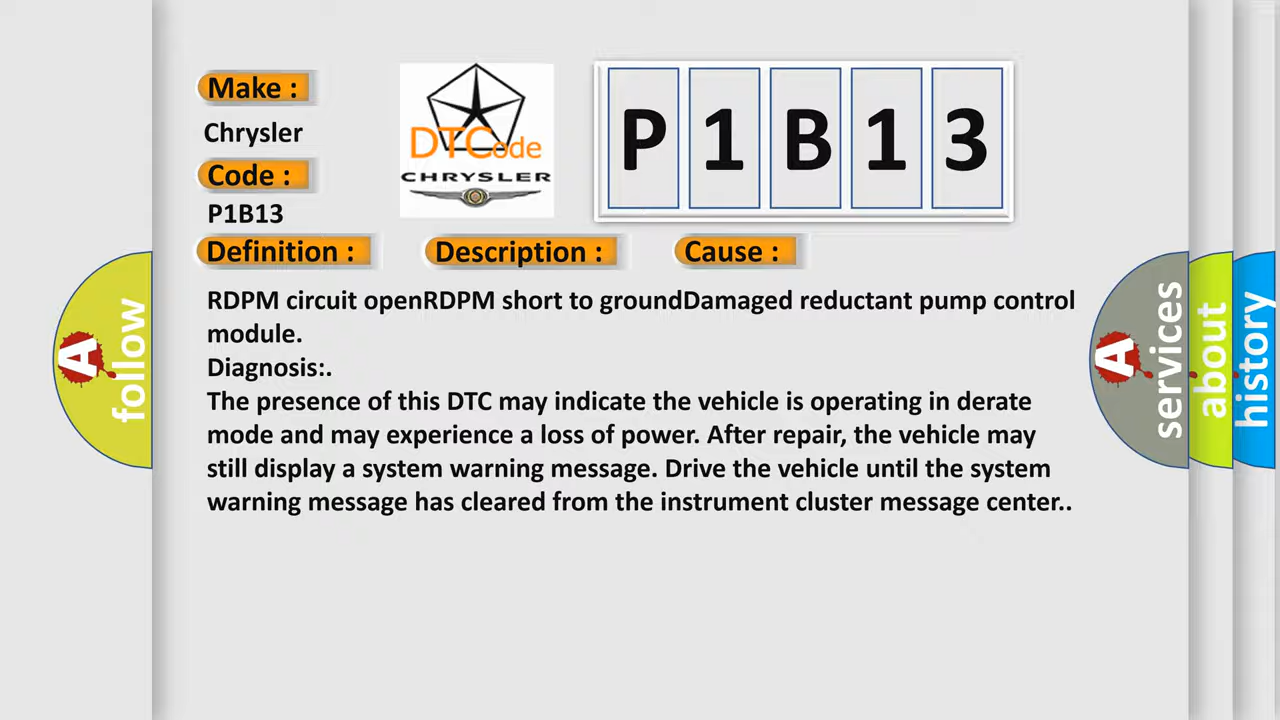 Make :
Chrysler
Code :
P1B13
DTCode
CHRYSLER
P 1 B 1 3
Definition : Description : Cause :
RDPM circuit openRDPM short to groundDamaged reductant pump control
module.
Diagnosis:.
The presence of this DTC may indicate the vehicle is operating in derate
mode and may experience a loss of power. After repair, the vehicle may
still display a system warning message. Drive the vehicle until the system
warning message has cleared from the instrument cluster message center..
A follow
A services
about
history